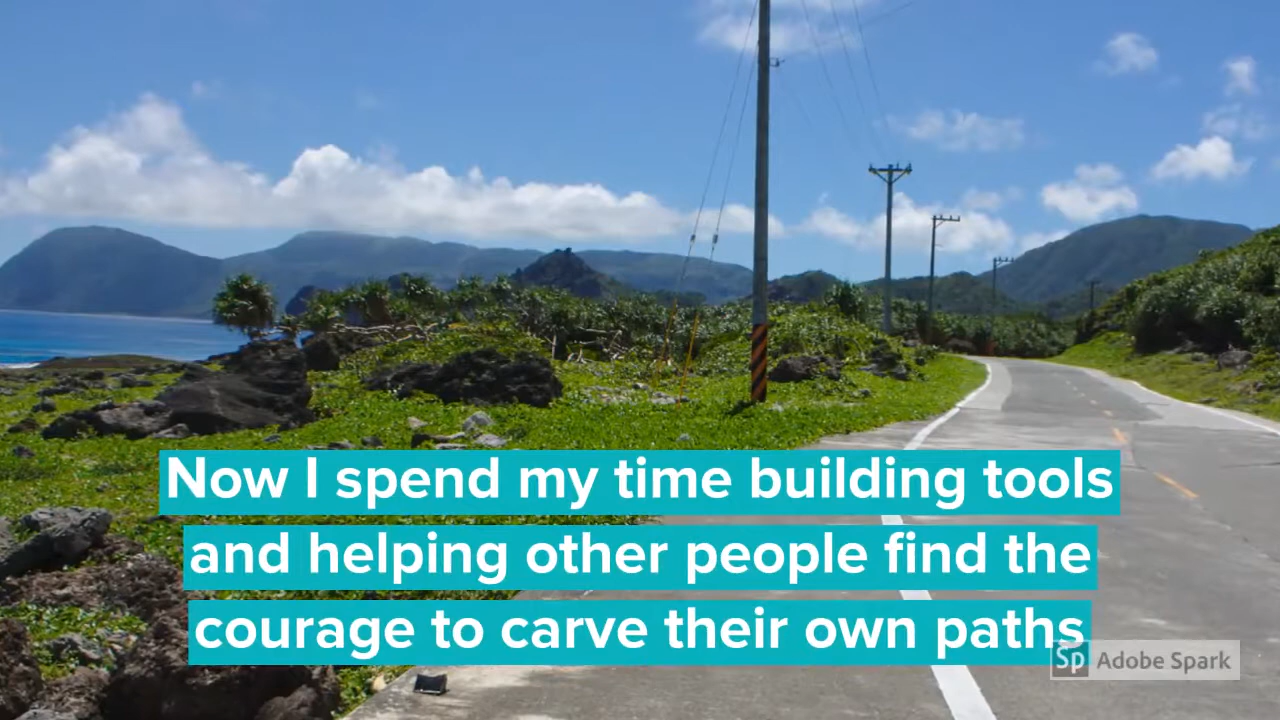 Now I spend my time building tools
and helping other people find the
courage to carve their own paths
Sp Adobe Spark